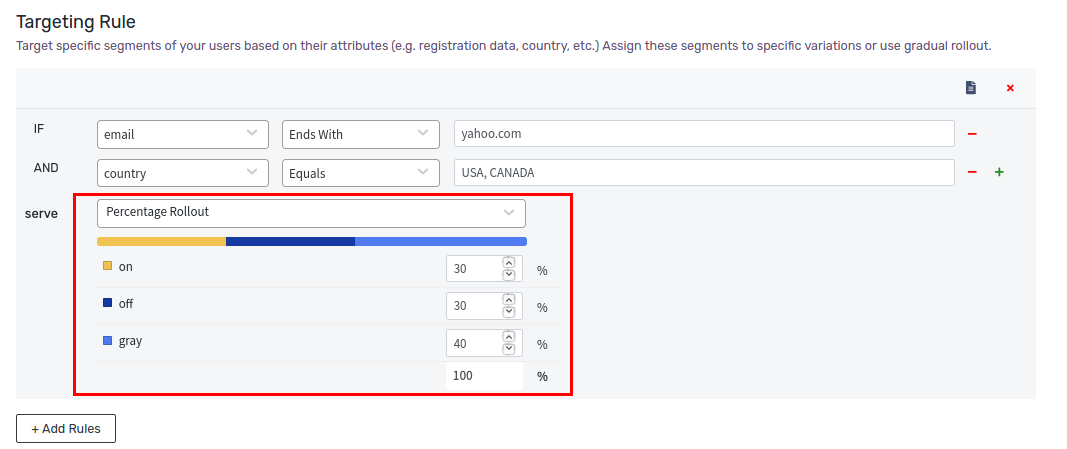 Targeting Rule
Target specific segments of your users based on their attributes (e.g. registration data, country, etc.) Assign these segments to specific variations or use gradual rollout.
IF email Ends With yahoo.com
AND country Equals USA, CANADA
serve Percentage Rollout
on 30 %
off 30 %
gray 40 %
100 %
+ Add Rules